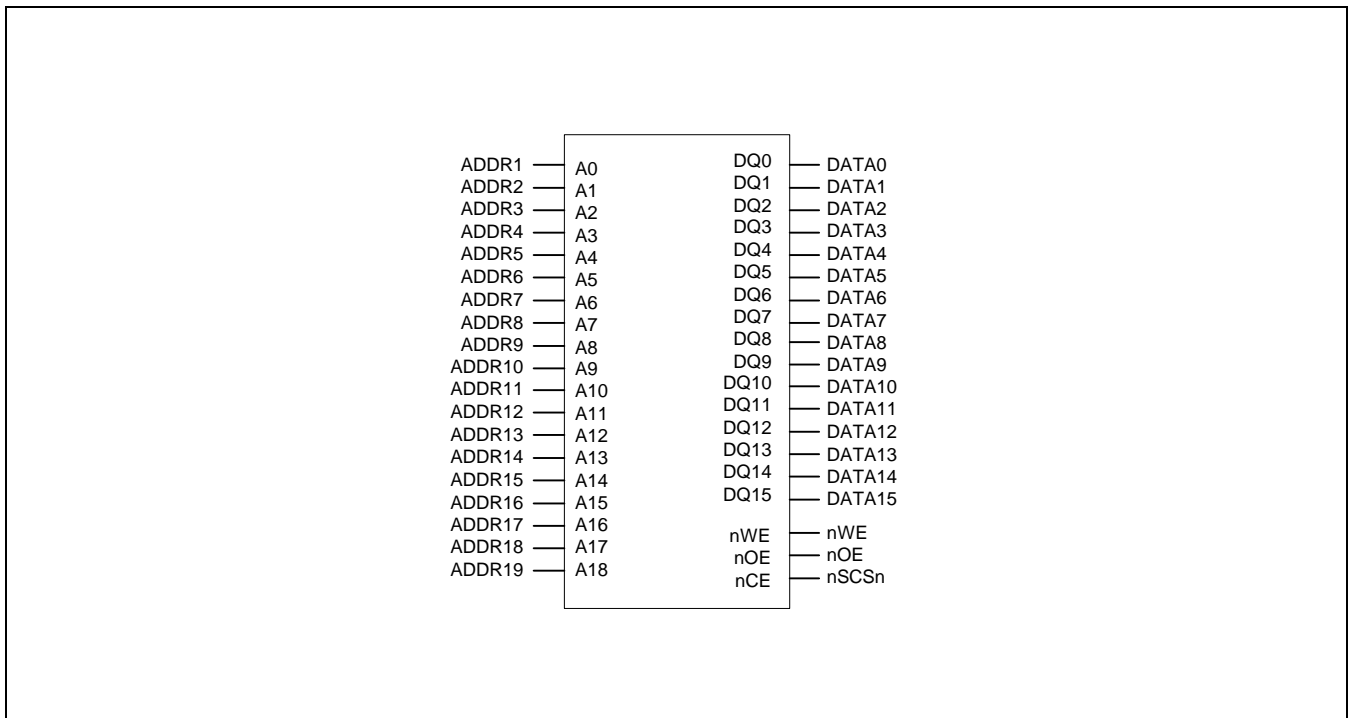 ADDR1 A0 DQ0 DATA0
ADDR2 A1 DQ1 DATA1
ADDR3 A2 DQ2 DATA2
ADDR4 A3 DQ3 DATA3
ADDR5 A4 DQ4 DATA4
ADDR6 A5 DQ5 DATA5
ADDR7 A6 DQ6 DATA6
ADDR8 A7 DQ7 DATA7
ADDR9 A8 DQ8 DATA8
ADDR10 A9 DQ9 DATA9
ADDR11 A10 DQ10 DATA10
ADDR12 A11 DQ11 DATA11
ADDR13 A12 DQ12 DATA12
ADDR14 A13 DQ13 DATA13
ADDR15 A14 DQ14 DATA14
ADDR16 A15 DQ15 DATA15
ADDR17 A16 nWE nWE
ADDR18 A17 nOE nOE
ADDR19 A18 nCE nSCSn